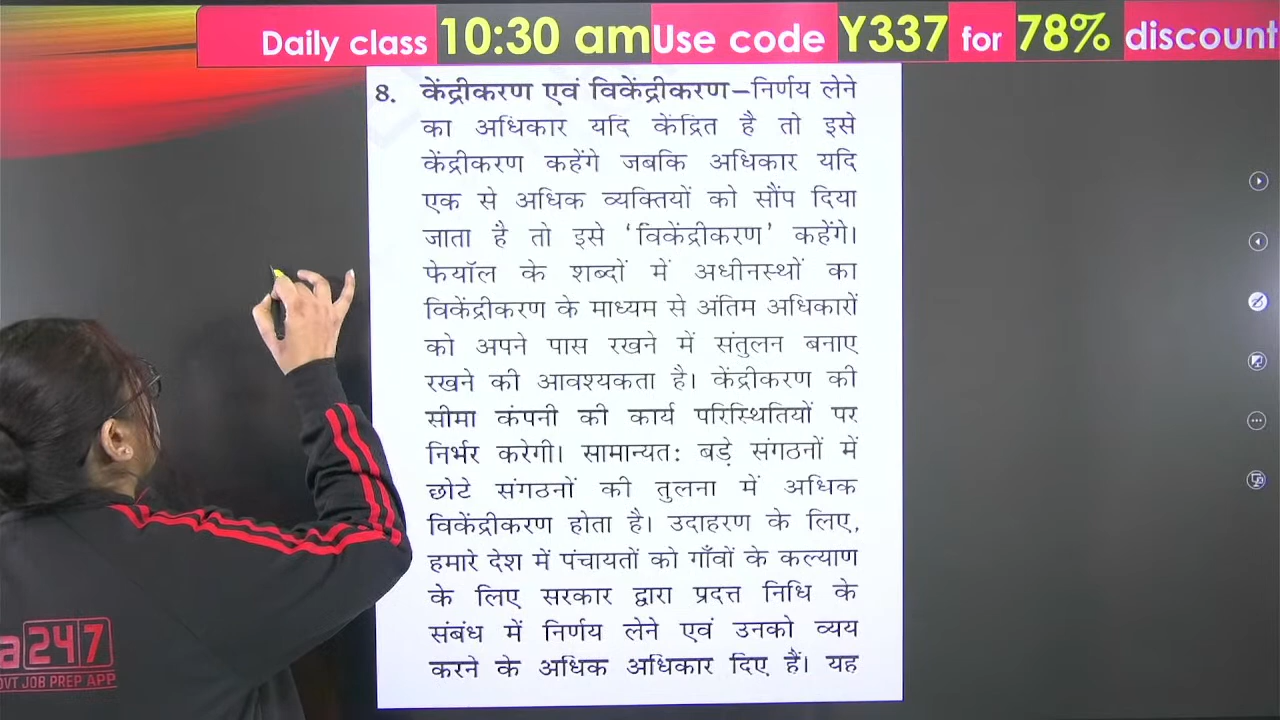 Daily class 10:30 am Use code Y337 for 78% discount
8. केंद्रीकरण एवं विकेंद्रीकरण–निर्णय लेने
का अधिकार यदि केंद्रित है तो इसे
केंद्रीकरण कहेंगे जबकि अधिकार यदि
एक से अधिक व्यक्तियों को सौंप दिया
जाता है तो इसे ‘विकेंद्रीकरण’ कहेंगे।
फेयॉल के शब्दों में अधीनस्थों का
विकेंद्रीकरण के माध्यम से अंतिम अधिकारों
को अपने पास रखने में संतुलन बनाए
रखने की आवश्यकता है। केंद्रीकरण की
सीमा कंपनी की कार्य परिस्थितियों पर
निर्भर करेगी। सामान्यत: बड़े संगठनों में
छोटे संगठनों की तुलना में अधिक
विकेंद्रीकरण होता है। उदाहरण के लिए,
हमारे देश में पंचायतों को गाँवों के कल्याण
के लिए सरकार द्वारा प्रदत्त निधि के
संबंध में निर्णय लेने एवं उनको व्यय
करने के अधिक अधिकार दिए हैं। यह
a247
OVT JOB PREP APP